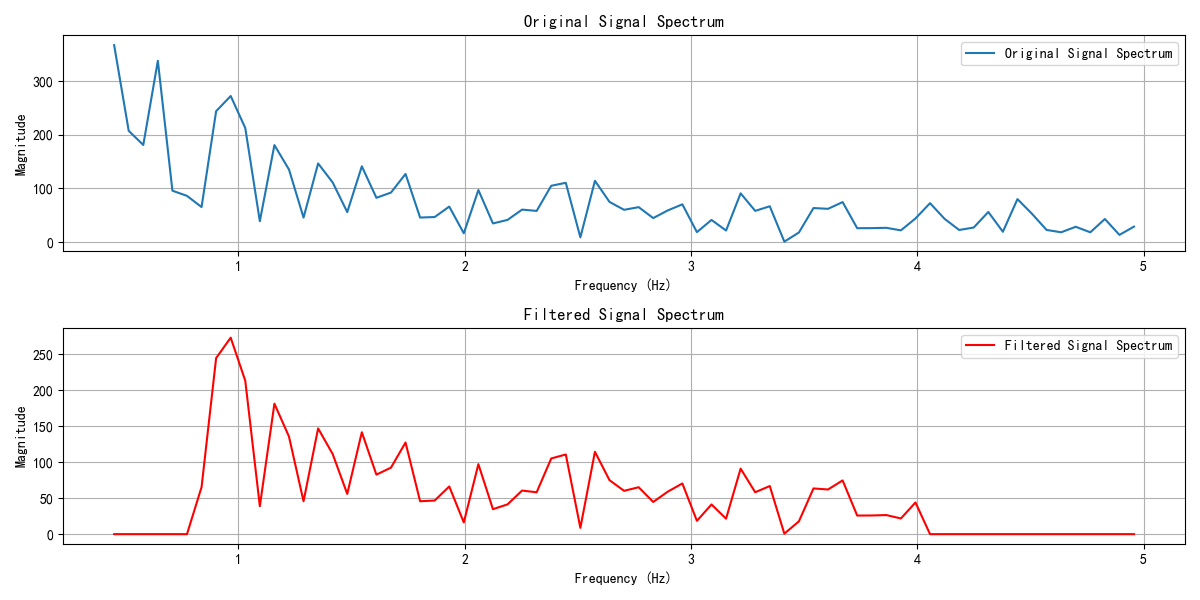 Original Signal Spectrum
Original Signal Spectrum
300
200
100
0
Magnitude
1 2 3 4 5
Frequency (Hz)
Filtered Signal Spectrum
Filtered Signal Spectrum
250
200
150
100
50
0
Magnitude
1 2 3 4 5
Frequency (Hz)